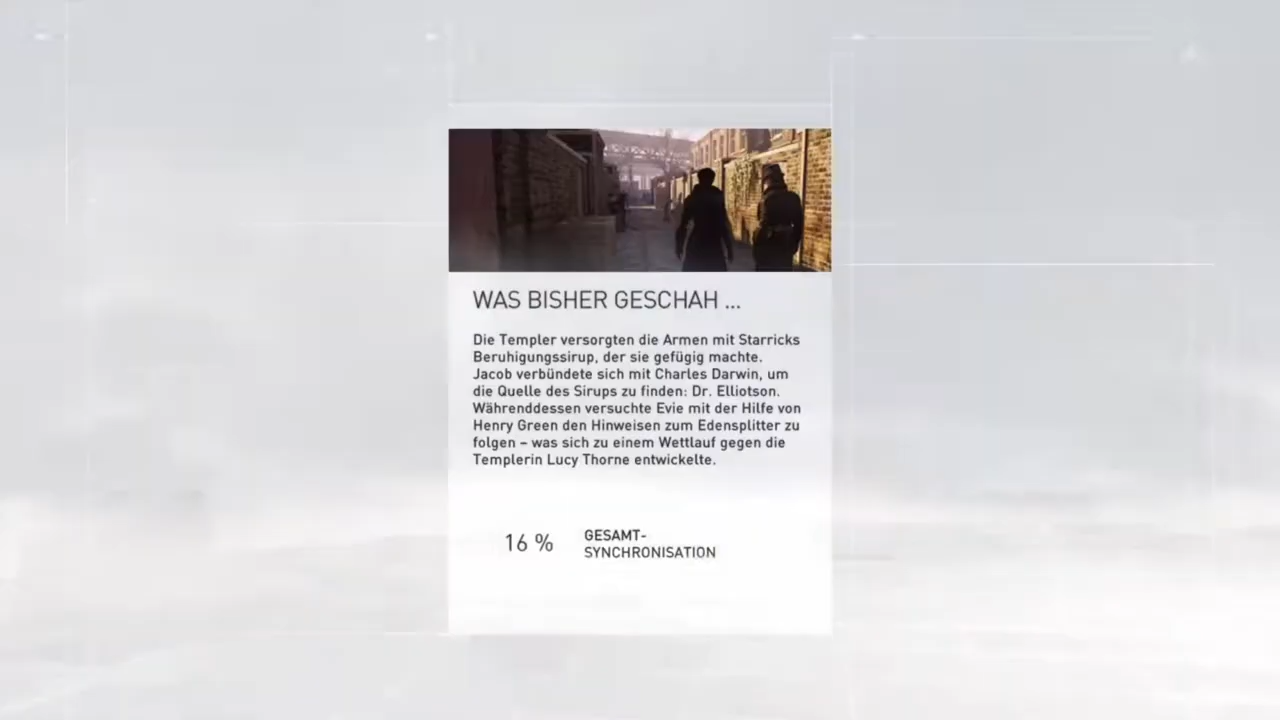 WAS BISHER GESCHAH ...
Die Templer versorgten die Armen mit Starricks
Beruhigungssirup, der sie gefügig machte.
Jacob verbündete sich mit Charles Darwin, um
die Quelle des Sirups zu finden: Dr. Elliotson.
Währenddessen versuchte Evie mit der Hilfe von
Henry Green den Hinweisen zum Edensplitter zu
folgen – was sich zu einem Wettlauf gegen die
Templerin Lucy Thorne entwickelte.
16 %
GESAMT-
SYNCHRONISATION